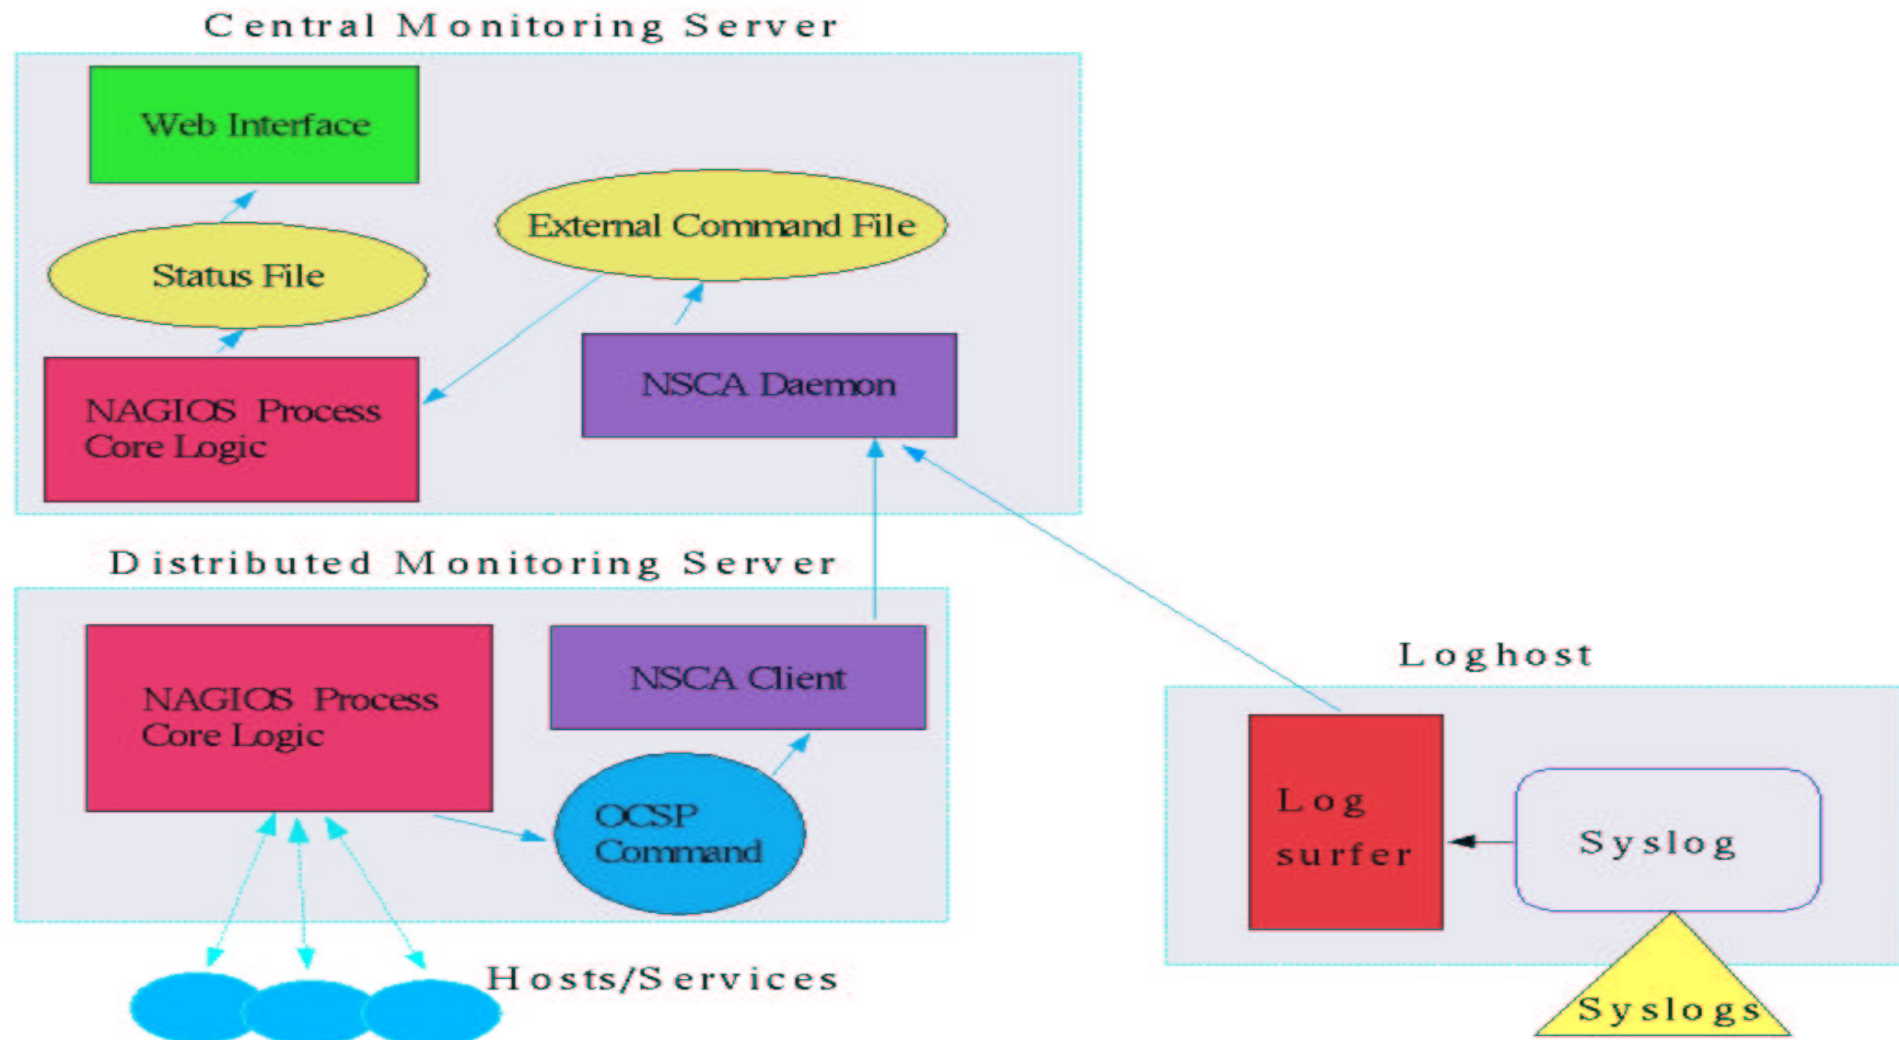 Central Monitoring Server
Web Interface
External Command File
Status File
NSCA Daemon
NAGIOS Process
Core Logic
Distributed Monitoring Server
NSCA Client
NAGIOS Process
Core Logic
OCSP
Command
Hosts/Services
Loghost
Log
surfer
Syslog
Syslogs